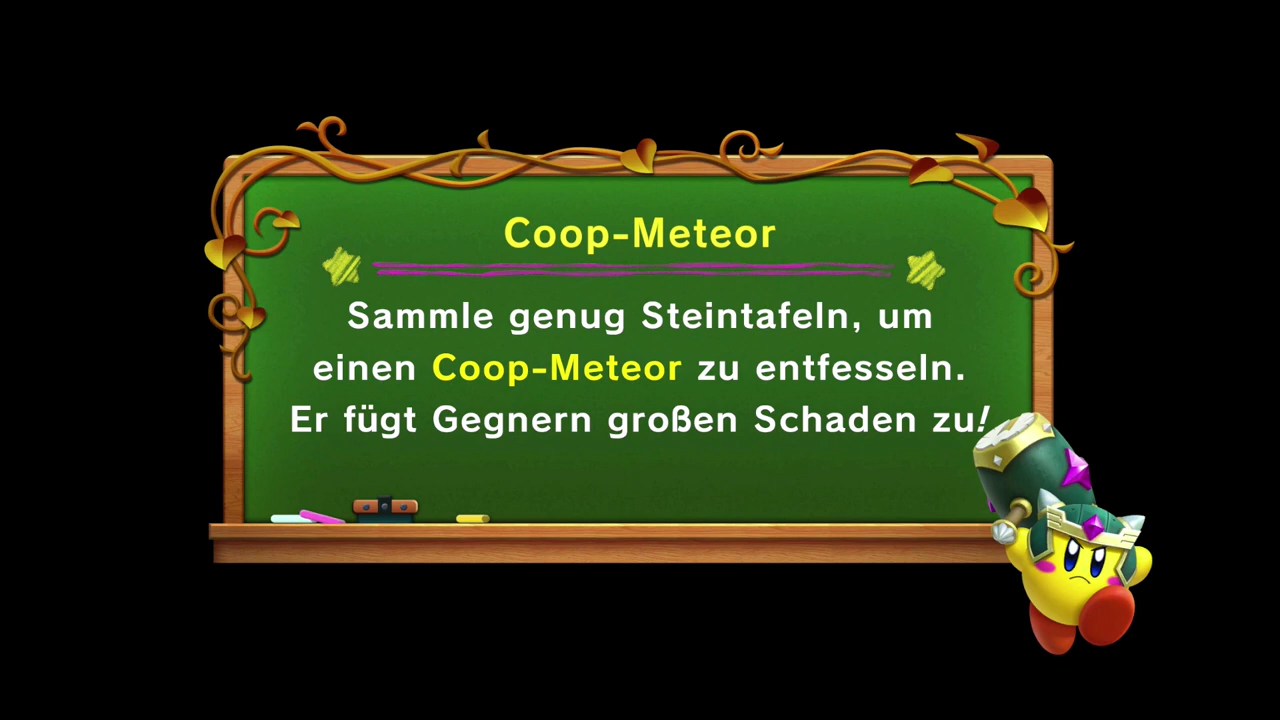 Coop-Meteor
Sammle genug Steintafeln, um
einen Coop-Meteor zu entfesseln.
Er fügt Gegnern großen Schaden zu!